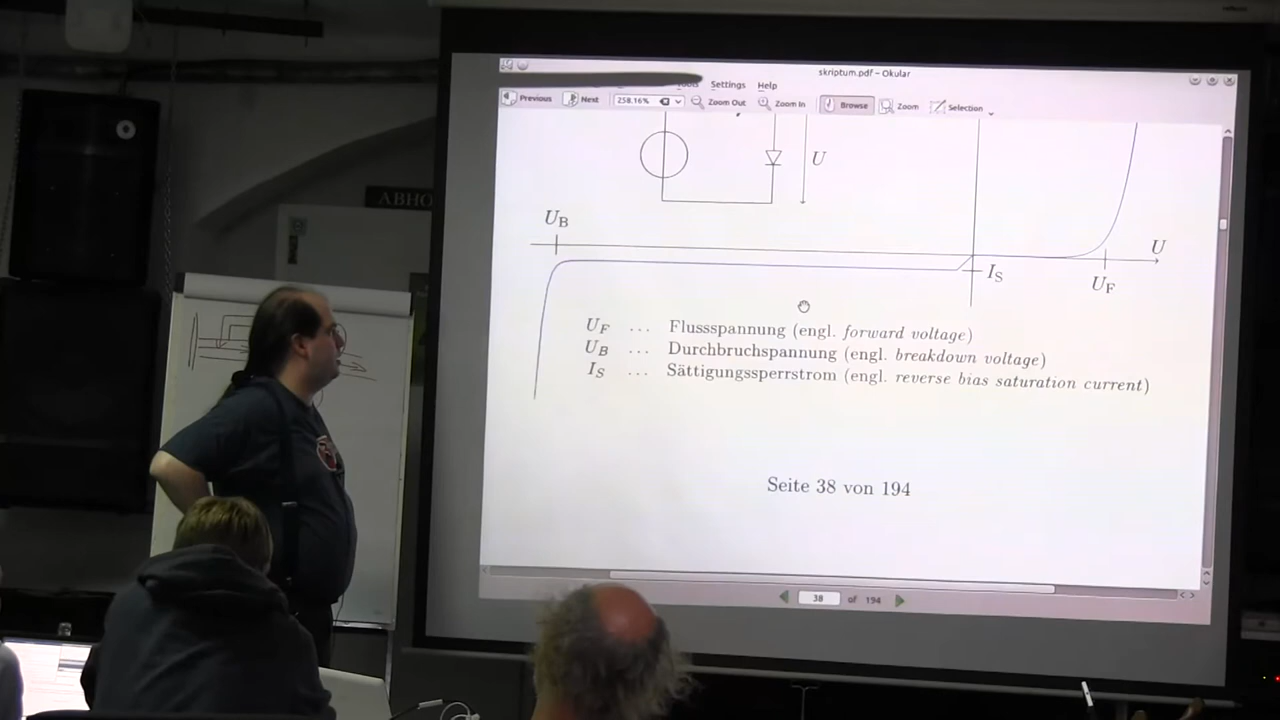 skriptum.pdf – Okular
Settings Help
Previous Next 258.16% Zoom Out Zoom In Browse Zoom Selection
U
ABHO
U_B
U
I_S
U_F
U_F ... Flussspannung (engl. forward voltage)
U_B ... Durchbruchspannung (engl. breakdown voltage)
I_S ... Sättigungssperrstrom (engl. reverse bias saturation current)
Seite 38 von 194
38 of 194